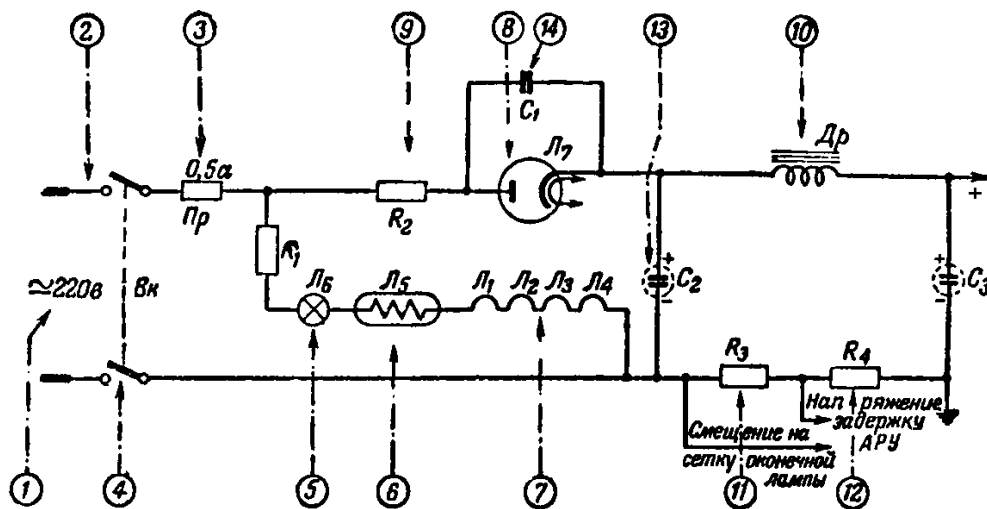 2 3 9 8 14 13 10
C₁
Др
0,5а
Л₇
Пр
R₂
+
R₁
Л₆ Л₅ Л₁ Л₂ Л₃ Л₄
+ C₂ -
+ C₃ -
≂220в
Вк
R₃ R₄
Напряжение
задержку
АРУ
Смещение на
сетку оконечной
лампы
1 4 5 6 7 11 12